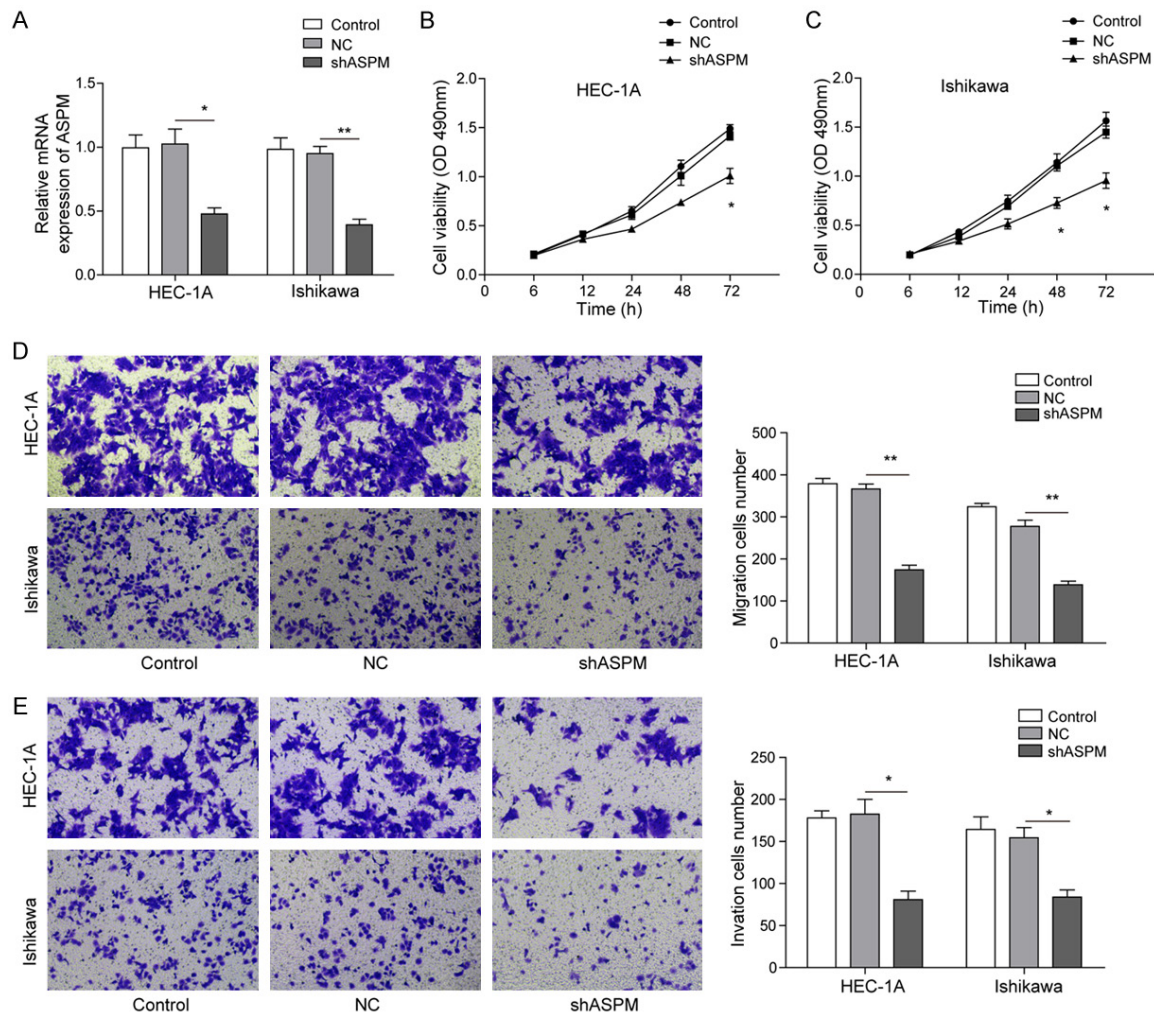 A
Control
NC
shASPM
Relative mRNA
expression of ASPM
1.5
1.0
0.5
0.0
*
**
HEC-1A
Ishikawa
B
Control
NC
shASPM
HEC-1A
Cell viability (OD 490nm)
2.0
1.5
1.0
0.5
0.0
*
0 6 12 24 48 72
Time (h)
C
Control
NC
shASPM
Ishikawa
Cell viability (OD 490nm)
2.0
1.5
1.0
0.5
0.0
*
*
0 6 12 24 48 72
Time (h)
D
HEC-1A
Ishikawa
Control
NC
shASPM
Control
NC
shASPM
Migration cells number
500
400
300
200
100
0
**
**
HEC-1A
Ishikawa
E
HEC-1A
Ishikawa
Control
NC
shASPM
Control
NC
shASPM
Invation cells number
250
200
150
100
50
0
*
*
HEC-1A
Ishikawa